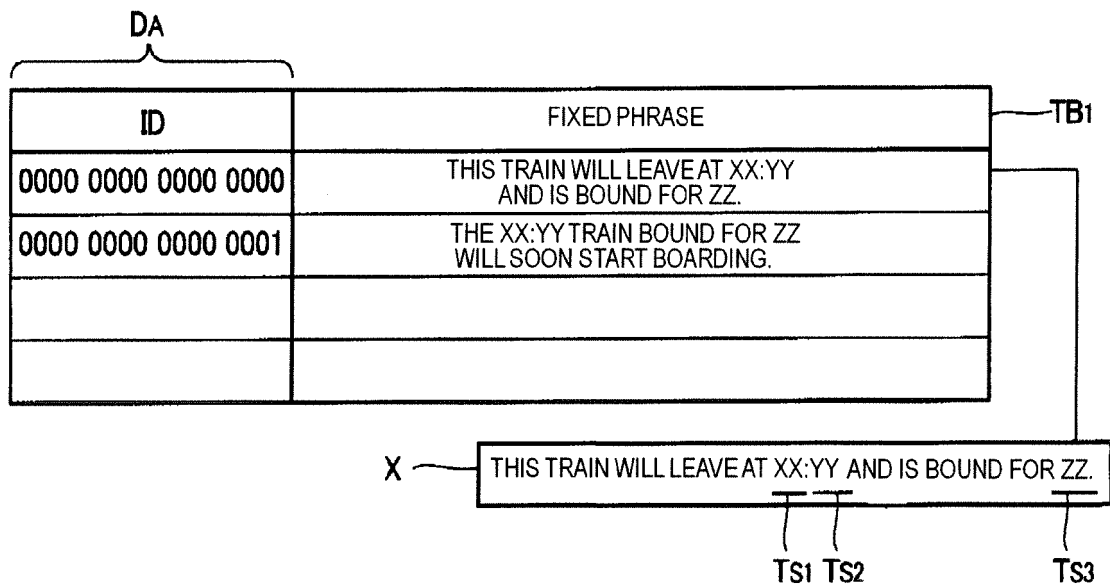 DA
ID
FIXED PHRASE
TB1
0000 0000 0000 0000
THIS TRAIN WILL LEAVE AT XX:YY
AND IS BOUND FOR ZZ.
0000 0000 0000 0001
THE XX:YY TRAIN BOUND FOR ZZ
WILL SOON START BOARDING.
X
THIS TRAIN WILL LEAVE AT XX:YY AND IS BOUND FOR ZZ.
TS1 TS2 TS3